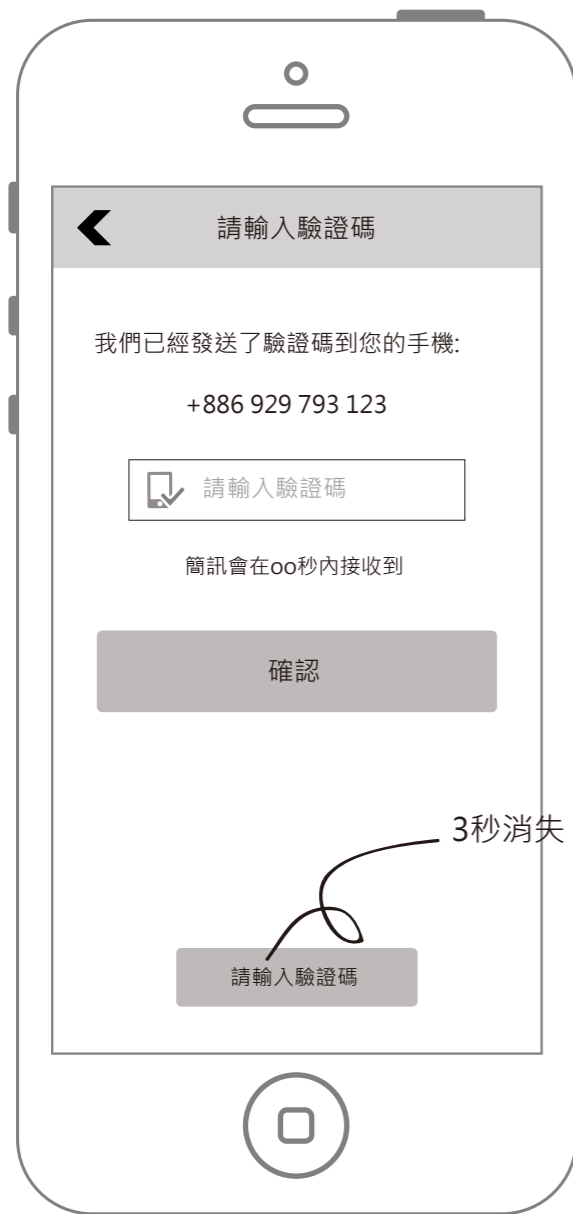 請輸入驗證碼
我們已經發送了驗證碼到您的手機:
+886 929 793 123
請輸入驗證碼
簡訊會在oo秒內接收到
確認
3秒消失
請輸入驗證碼